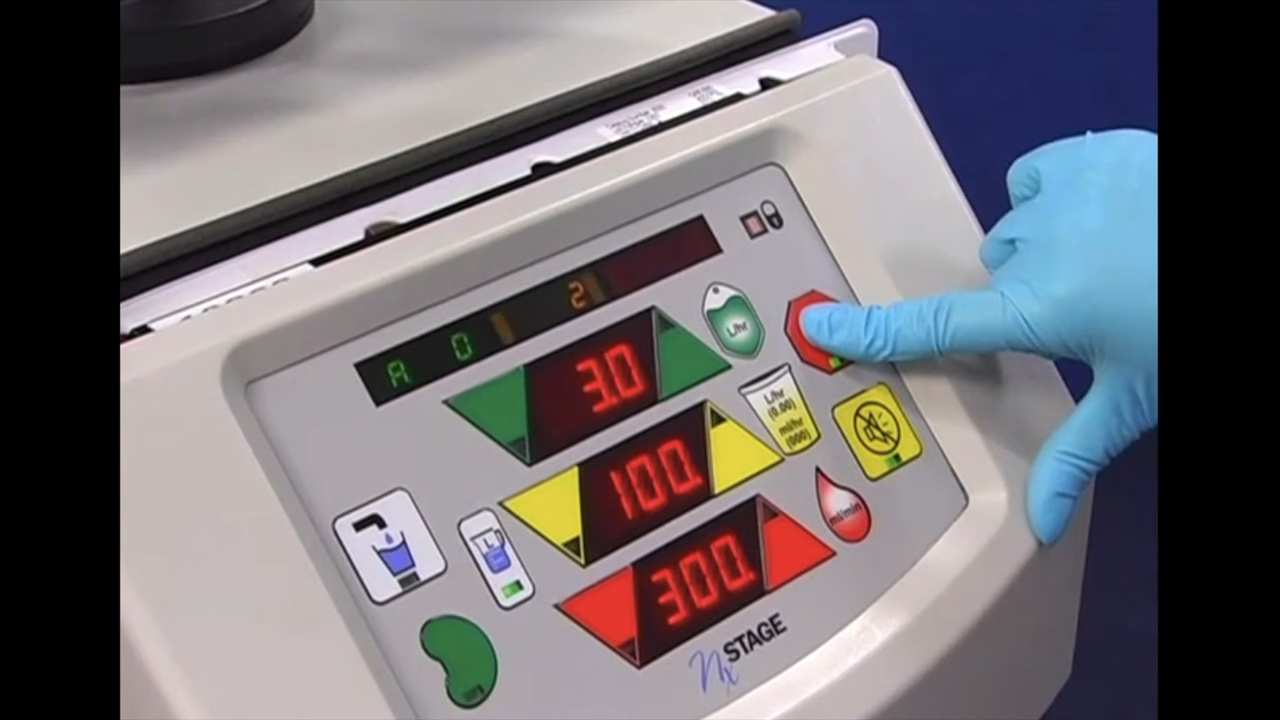 A 0 2
3.0
L/hr
100.
L/hr
(0.00)
ml/hr
(000)
300.
ml/min
L
NxSTAGE